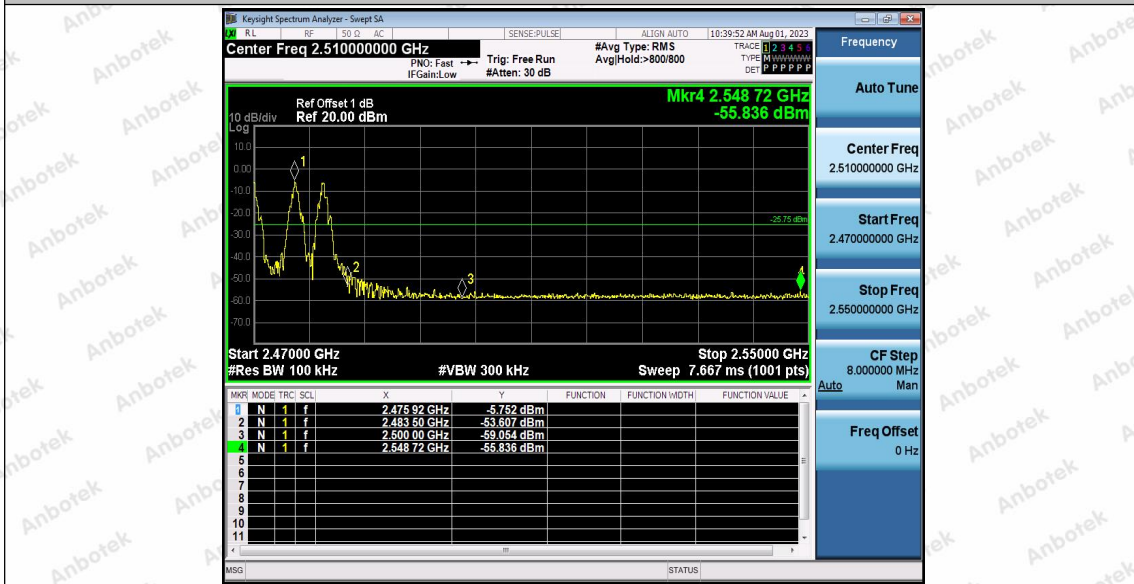 Keysight Spectrum Analyzer - Swept SA
LXI RL RF 50 Ω AC SENSE:PULSE ALIGN AUTO 10:39:52 AM Aug 01, 2023
Center Freq 2.510000000 GHz
PNO: Fast
IFGain:Low
Trig: Free Run
#Atten: 30 dB
#Avg Type: RMS
Avg|Hold:>800/800
TRACE 1 2 3 4 5 6
TYPE M W W W W W
DET P P P P P P
Frequency
Auto Tune
Center Freq
2.510000000 GHz
Start Freq
2.470000000 GHz
Stop Freq
2.550000000 GHz
CF Step
8.000000 MHz
Auto Man
Freq Offset
0 Hz
Mkr4 2.548 72 GHz
-55.836 dBm
Ref Offset 1 dB
10 dB/div Ref 20.00 dBm
Log
10.0
0.00
-10.0
-20.0
-30.0
-40.0
-50.0
-60.0
-70.0
1
2
3
4
-25.75 dBm
Start 2.47000 GHz Stop 2.55000 GHz
#Res BW 100 kHz #VBW 300 kHz Sweep 7.667 ms (1001 pts)
MKR MODE TRC SCL X Y FUNCTION FUNCTION WIDTH FUNCTION VALUE
1 N 1 f 2.475 92 GHz -5.752 dBm
2 N 1 f 2.483 50 GHz -53.607 dBm
3 N 1 f 2.500 00 GHz -59.054 dBm
4 N 1 f 2.548 72 GHz -55.836 dBm
5
6
7
8
9
10
11
MSG STATUS
Anbotek